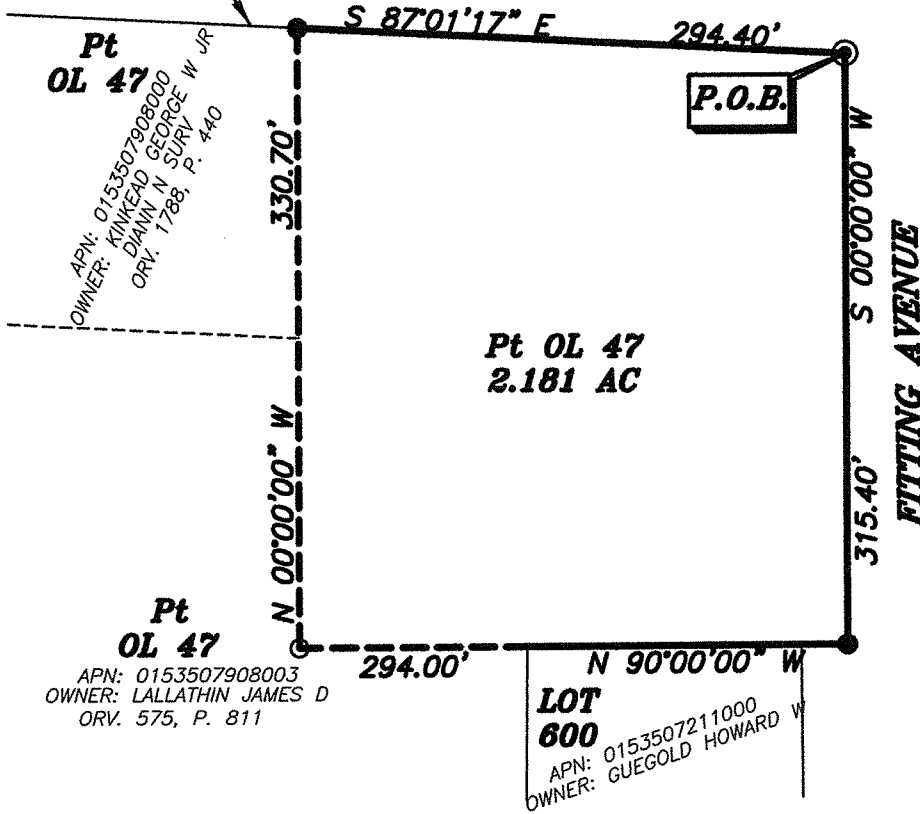 S 87°01'17" E 294.40'
Pt
OL 47
APN: 0153507908000
OWNER: KINKEAD GEORGE W JR
DIANN N SURV
ORV. 1788, P. 440
330.70'
N 00°00'00" W
P.O.B.
S 00°00'00" W
315.40'
FITTING AVENUE
Pt OL 47
2.181 AC
Pt
OL 47
APN: 0153507908003
OWNER: LALLATHIN JAMES D
ORV. 575, P. 811
294.00'
N 90°00'00" W
LOT
600
APN: 0153507211000
OWNER: GUEGOLD HOWARD W